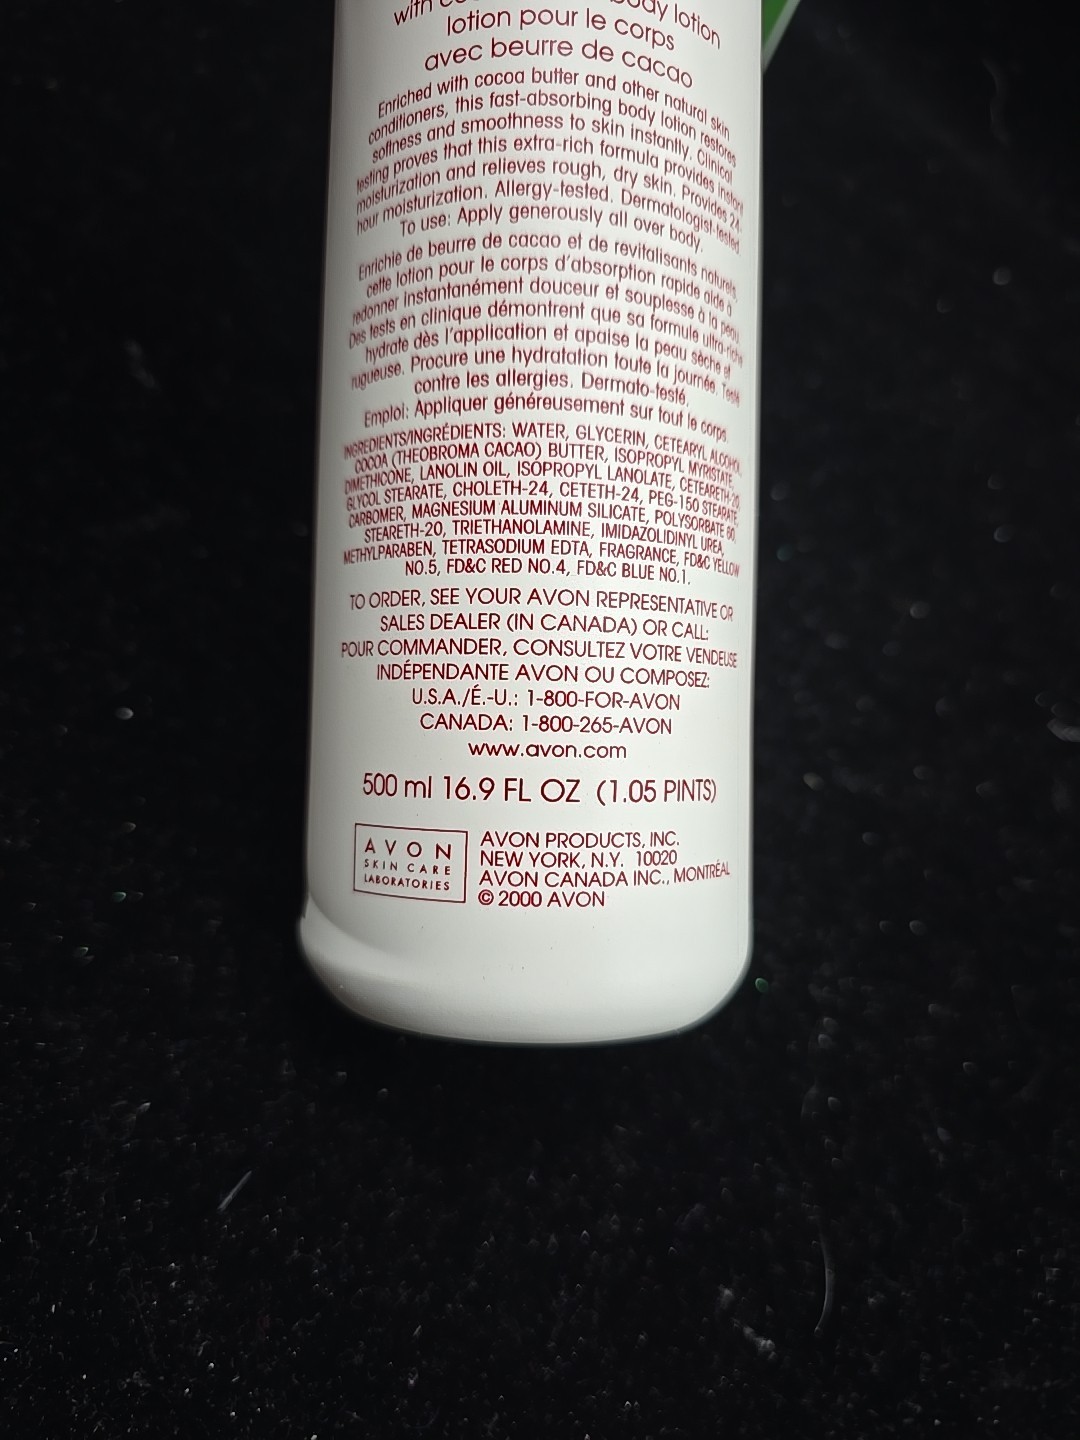 with body lotion
lotion pour le corps
avec beurre de cacao
Enriched with cocoa butter and other natural skin
conditioners, this fast-absorbing body lotion restores
softness and smoothness to skin instantly. Clinical
testing proves that this extra-rich formula provides instant
moisturization and relieves rough, dry skin. Provides 24-
hour moisturization. Allergy-tested. Dermatologist-tested
To use: Apply generously all over body.
Enrichie de beurre de cacao et de revitalisants naturels,
cette lotion pour le corps d'absorption rapide aide à
redonner instantanément douceur et souplesse à la peau
Des tests en clinique démontrent que sa formule ultra-riche
hydrate dès l'application et apaise la peau sèche et
rugueuse. Procure une hydratation toute la journée. Testé
contre les allergies. Dermato-testé.
Emploi: Appliquer généreusement sur tout le corps.
INGREDIENTS/INGRÉDIENTS: WATER, GLYCERIN, CETEARYL ALCOHOL,
COCOA (THEOBROMA CACAO) BUTTER, ISOPROPYL MYRISTATE,
DIMETHICONE, LANOLIN OIL, ISOPROPYL LANOLATE, CETEARETH-20,
GLYCOL STEARATE, CHOLETH-24, CETETH-24, PEG-150 STEARATE,
CARBOMER, MAGNESIUM ALUMINUM SILICATE, POLYSORBATE 60,
STEARETH-20, TRIETHANOLAMINE, IMIDAZOLIDINYL UREA,
METHYLPARABEN, TETRASODIUM EDTA, FRAGRANCE, FD&C YELLOW
NO.5, FD&C RED NO.4, FD&C BLUE NO.1.
TO ORDER, SEE YOUR AVON REPRESENTATIVE OR
SALES DEALER (IN CANADA) OR CALL:
POUR COMMANDER, CONSULTEZ VOTRE VENDEUSE
INDÉPENDANTE AVON OU COMPOSEZ:
U.S.A./É.-U.: 1-800-FOR-AVON
CANADA: 1-800-265-AVON
www.avon.com
500 ml 16.9 FL OZ (1.05 PINTS)
AVON
SKIN CARE
LABORATORIES
AVON PRODUCTS, INC.
NEW YORK, N.Y. 10020
AVON CANADA INC., MONTRÉAL
© 2000 AVON